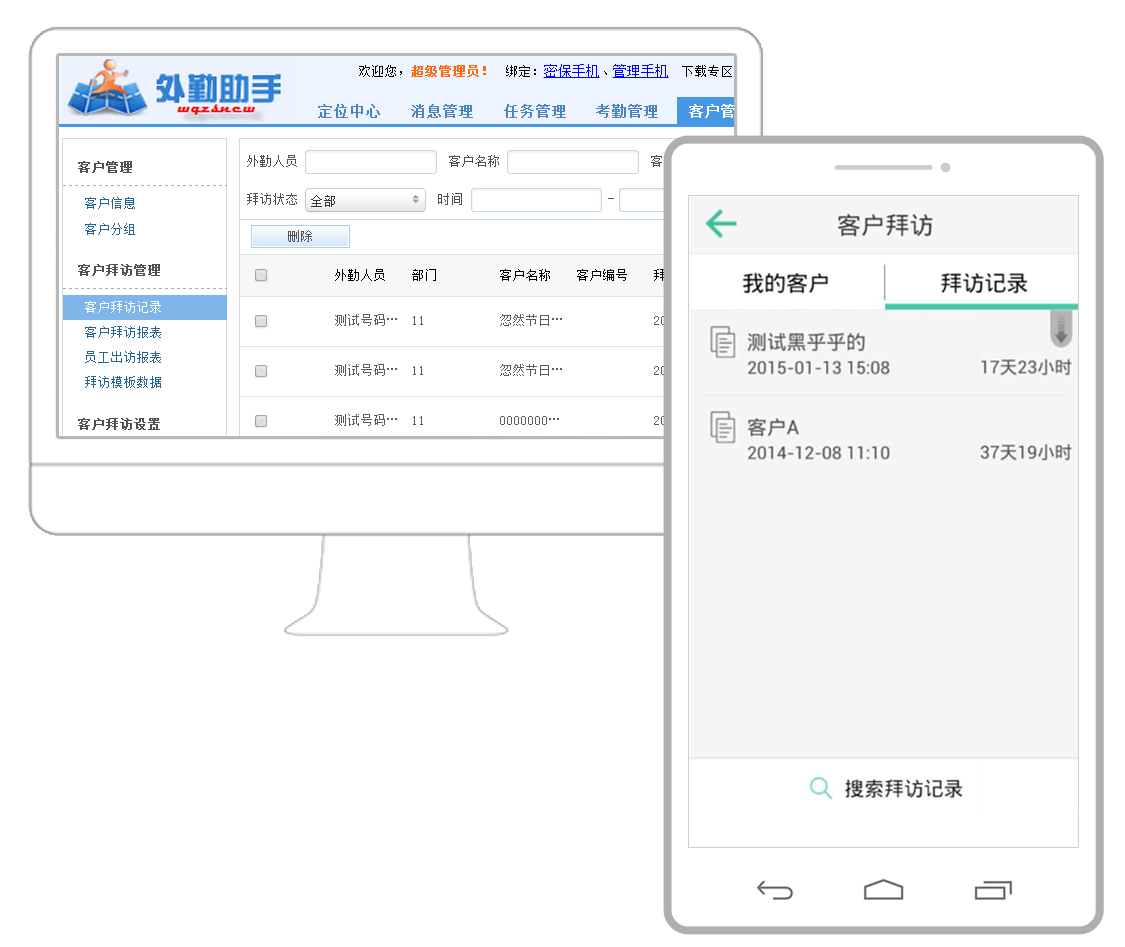 外勤助手
wqzsnew
欢迎您，超级管理员！ 绑定：密保手机、管理手机 下载专区
定位中心 消息管理 任务管理 考勤管理 客户管
客户管理
客户信息
客户分组
客户拜访管理
客户拜访记录
客户拜访报表
员工出访报表
拜访模板数据
客户拜访设置
外勤人员 客户名称 客
拜访状态 全部 时间 -
删除
外勤人员 部门 客户名称 客户编号 拜
测试号码… 11 忽然节日… 20
测试号码… 11 忽然节日… 20
测试号码… 11 0000000… 20
客户拜访
我的客户 拜访记录
测试黑乎乎的
2015-01-13 15:08 17天23小时
客户A
2014-12-08 11:10 37天19小时
搜索拜访记录